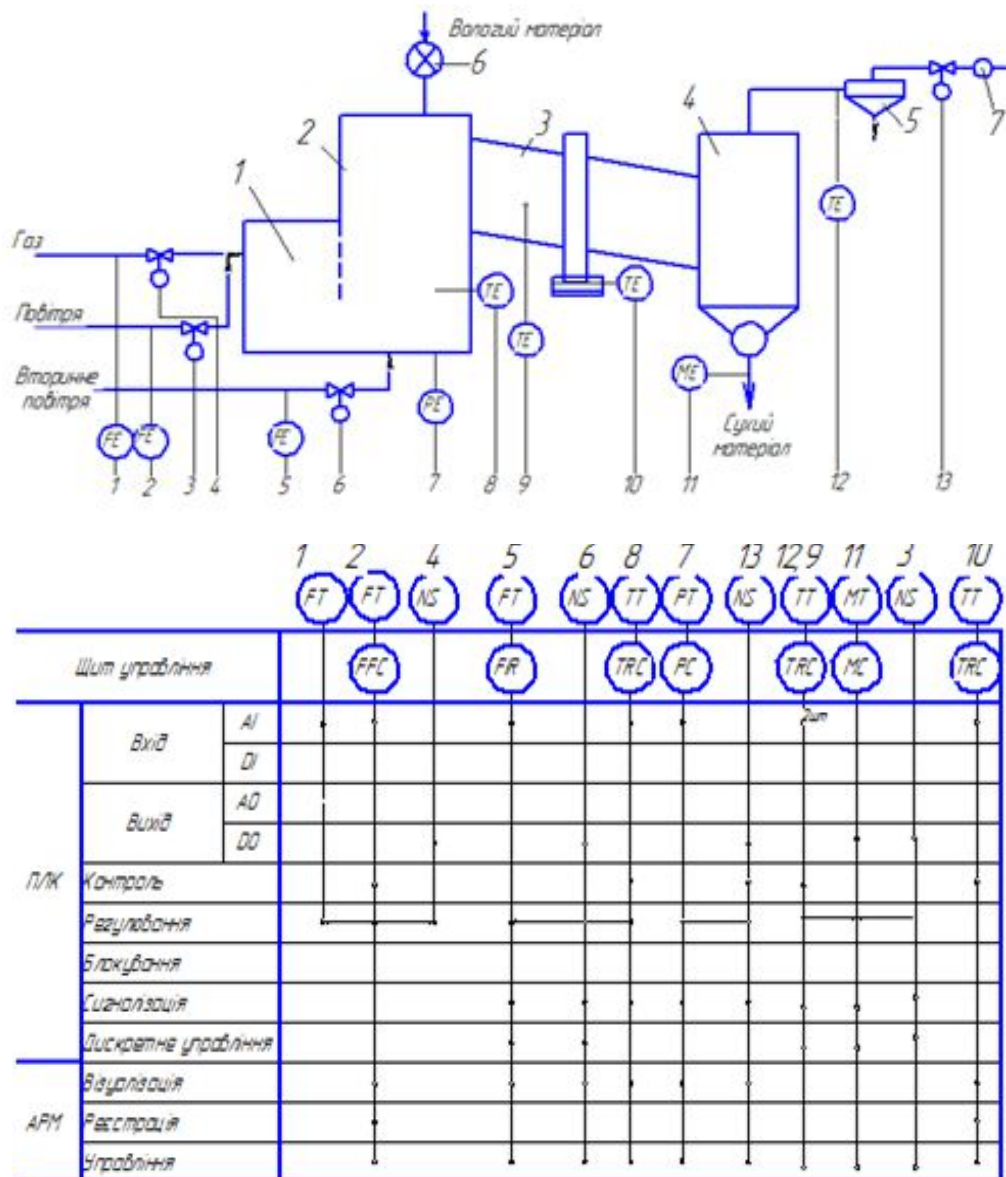 Вологий матеріал
6
4
7
5
3
2
1
Газ
Повітря
Вторинне
повітря
TE
TE
TE
TE
PE
ME
FE
FE
FE
Сухий
матеріал
1 2 3 4 5 6 7 8 9 10 11 12 13
1 2 4 5 6 8 7 13 12,9 11 3 10
FT FT NS FT NS TT PT NS TT MT NS TT
Щит управління FFC FIR TRC PC TRC MC TRC
ПЛК
Вхід
AI 2шт
DI
Вихід
AO
DO
Контроль
Регулювання
Блокування
Сигналізація
Дискретне управління
АРМ
Візуалізація
Реєстрація
Управління